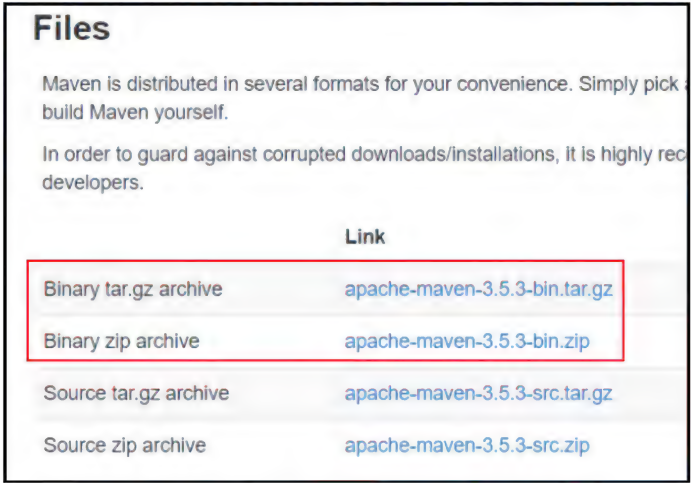 Files
Maven is distributed in several formats for your convenience. Simply pick
build Maven yourself.
In order to guard against corrupted downloads/installations, it is highly rec
developers.
Link
Binary tar.gz archive apache-maven-3.5.3-bin.tar.gz
Binary zip archive apache-maven-3.5.3-bin.zip
Source tar.gz archive apache-maven-3.5.3-src.tar.gz
Source zip archive apache-maven-3.5.3-src.zip